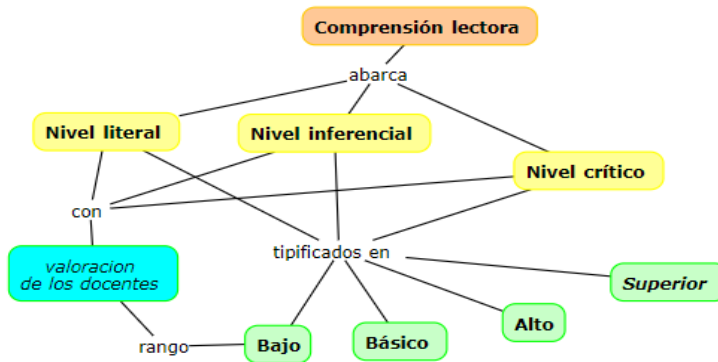 Comprensión lectora
abarca
Nivel literal
Nivel inferencial
Nivel crítico
con
tipificados en
valoracion
de los docentes
Superior
Alto
Básico
Bajo
rango